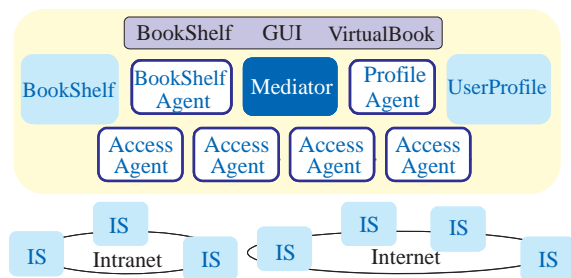 BookShelf GUI VirtualBook
BookShelf
BookShelf
Agent
Mediator
Profile
Agent
UserProfile
Access
Agent
Access
Agent
Access
Agent
Access
Agent
IS
IS
IS
Intranet
IS
IS
IS
IS
Internet